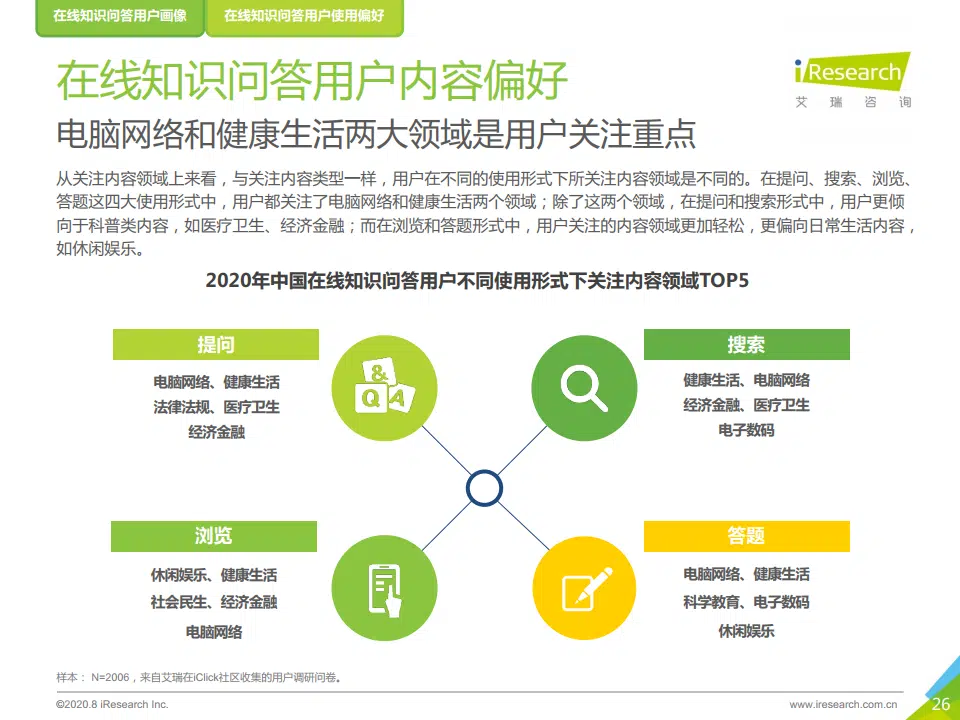 在线知识问答用户画像
在线知识问答用户使用偏好
在线知识问答用户内容偏好
iResearch
艾瑞咨询
电脑网络和健康生活两大领域是用户关注重点
从关注内容领域上来看，与关注内容类型一样，用户在不同的使用形式下所关注内容领域是不同的。在提问、搜索、浏览、
答题这四大使用形式中，用户都关注了电脑网络和健康生活两个领域；除了这两个领域，在提问和搜索形式中，用户更倾
向于科普类内容，如医疗卫生、经济金融；而在浏览和答题形式中，用户关注的内容领域更加轻松，更偏向日常生活内容，
如休闲娱乐。
2020年中国在线知识问答用户不同使用形式下关注内容领域TOP5
提问
电脑网络、健康生活
法律法规、医疗卫生
经济金融
&
Q
A
搜索
健康生活、电脑网络
经济金融、医疗卫生
电子数码
浏览
休闲娱乐、健康生活
社会民生、经济金融
电脑网络
答题
电脑网络、健康生活
科学教育、电子数码
休闲娱乐
样本： N=2006，来自艾瑞在iClick社区收集的用户调研问卷。
©2020.8 iResearch Inc.
www.iresearch.com.cn
26